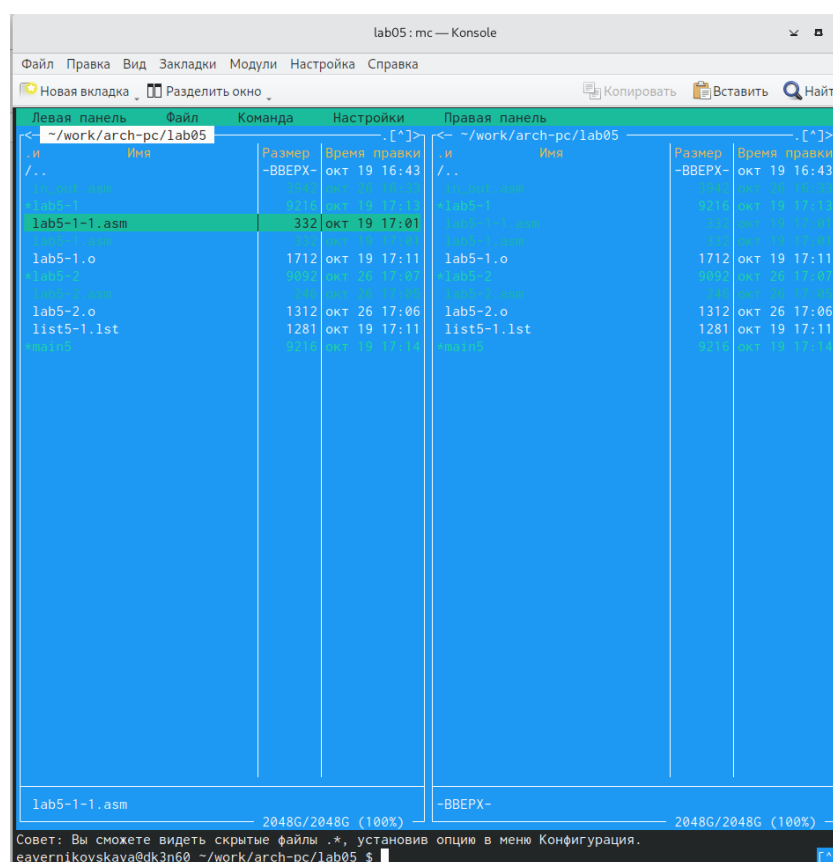 lab05 : mc — Konsole
Файл Правка Вид Закладки Модули Настройка Справка
Новая вкладка Разделить окно Копировать Вставить Найт
Левая панель Файл Команда Настройки Правая панель
<— ~/work/arch-pc/lab05 .[^]> <— ~/work/arch-pc/lab05 .[^]>
.и Имя Размер Время правки .и Имя Размер Время правки
/.. -ВВЕРХ- окт 19 16:43 /.. -ВВЕРХ- окт 19 16:43
in_out.asm 3942 окт 26 in_out.asm 3942 окт 26
*lab5-1 9216 окт 19 17:13 *lab5-1 9216 окт 19 17:13
lab5-1-1.asm 332 окт 19 17:01 lab5-1-1.asm 332 окт 19 17:01
lab5-1.asm 332 окт 19 17:01 lab5-1.asm 332 окт 19 17:01
lab5-1.o 1712 окт 19 17:11 lab5-1.o 1712 окт 19 17:11
*lab5-2 9092 окт 26 17:07 *lab5-2 9092 окт 26 17:07
lab5-2.asm окт 26 lab5-2.asm окт 26
lab5-2.o 1312 окт 26 17:06 lab5-2.o 1312 окт 26 17:06
list5-1.lst 1281 окт 19 17:11 list5-1.lst 1281 окт 19 17:11
*main5 9216 окт 19 17:14 *main5 9216 окт 19 17:14
lab5-1-1.asm -ВВЕРХ-
2048G/2048G (100%) 2048G/2048G (100%)
Совет: Вы сможете видеть скрытые файлы .*, установив опцию в меню Конфигурация.
eavernikovskaya@dk3n60 ~/work/arch-pc/lab05 $ [^